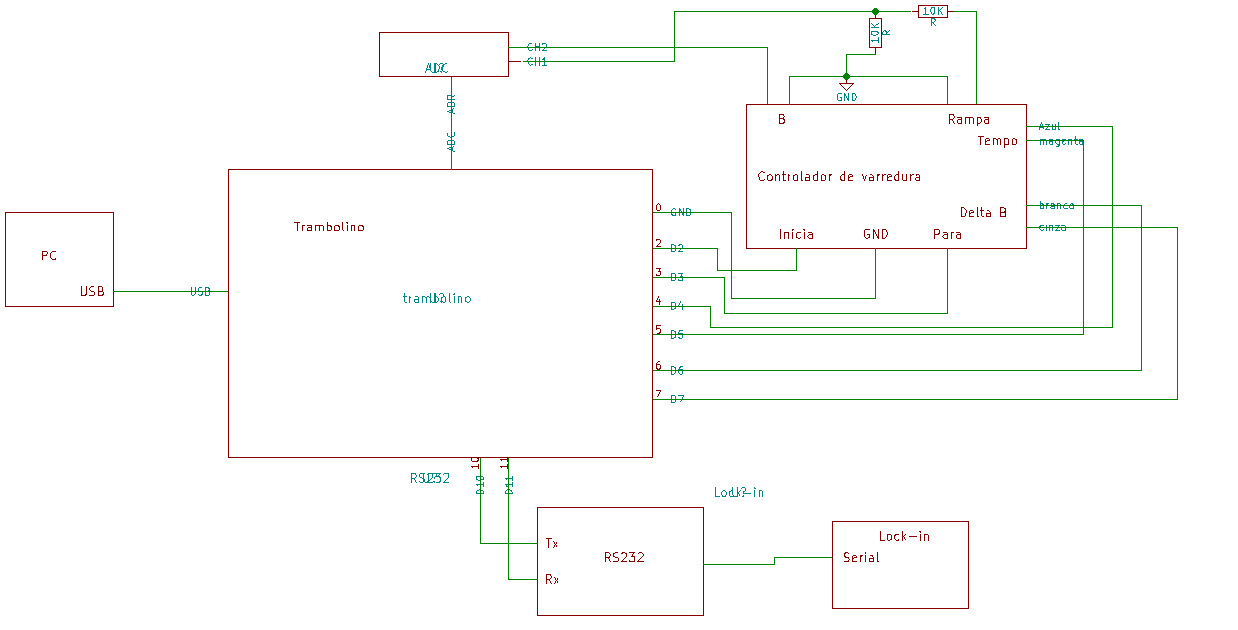 10K
R
10K
R
CH2
CH1
ADC
ADR
ADC
GND
B
Rampa
Azul
Tempo
magenta
Controlador de varredura
branco
Delta B
cinza
Inicia
GND
Para
Trambolino
PC
USB
USB
trambolino
0
GND
2
D2
3
D3
4
D4
5
D5
6
D6
7
D7
RS232
10
11
D10
D11
Lock-in
Tx
RS232
Rx
Lock-in
Serial